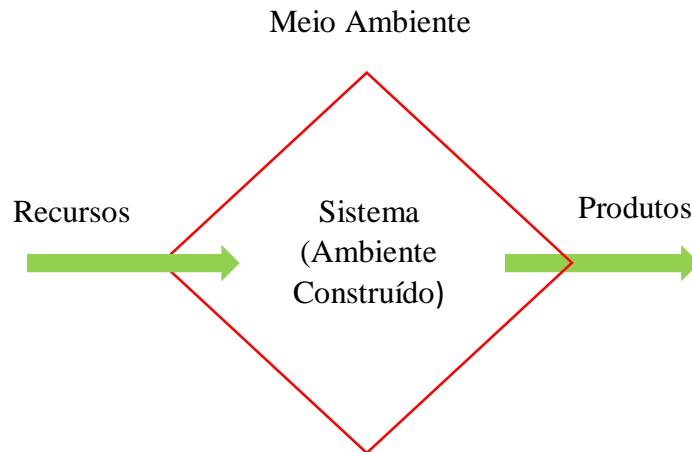 Meio Ambiente
Recursos
Sistema
(Ambiente
Construído)
Produtos